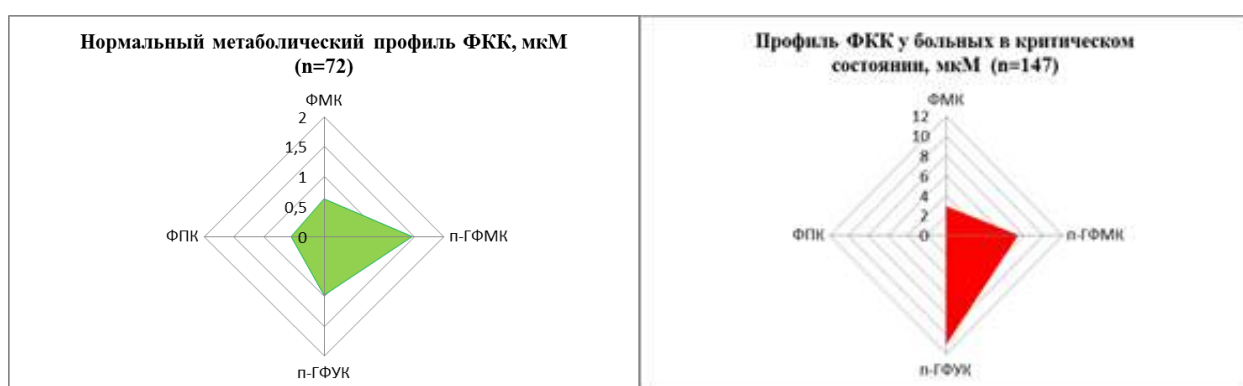 Нормальный метаболический профиль ФКК, мкМ
(n=72)
ФМК
2
1,5
1
0,5
0
ФПК
п-ГФМК
п-ГФУК
Профиль ФКК у больных в критическом
состоянии, мкМ (n=147)
ФМК
12
10
8
6
4
2
0
ФПК
п-ГФМК
п-ГФУК